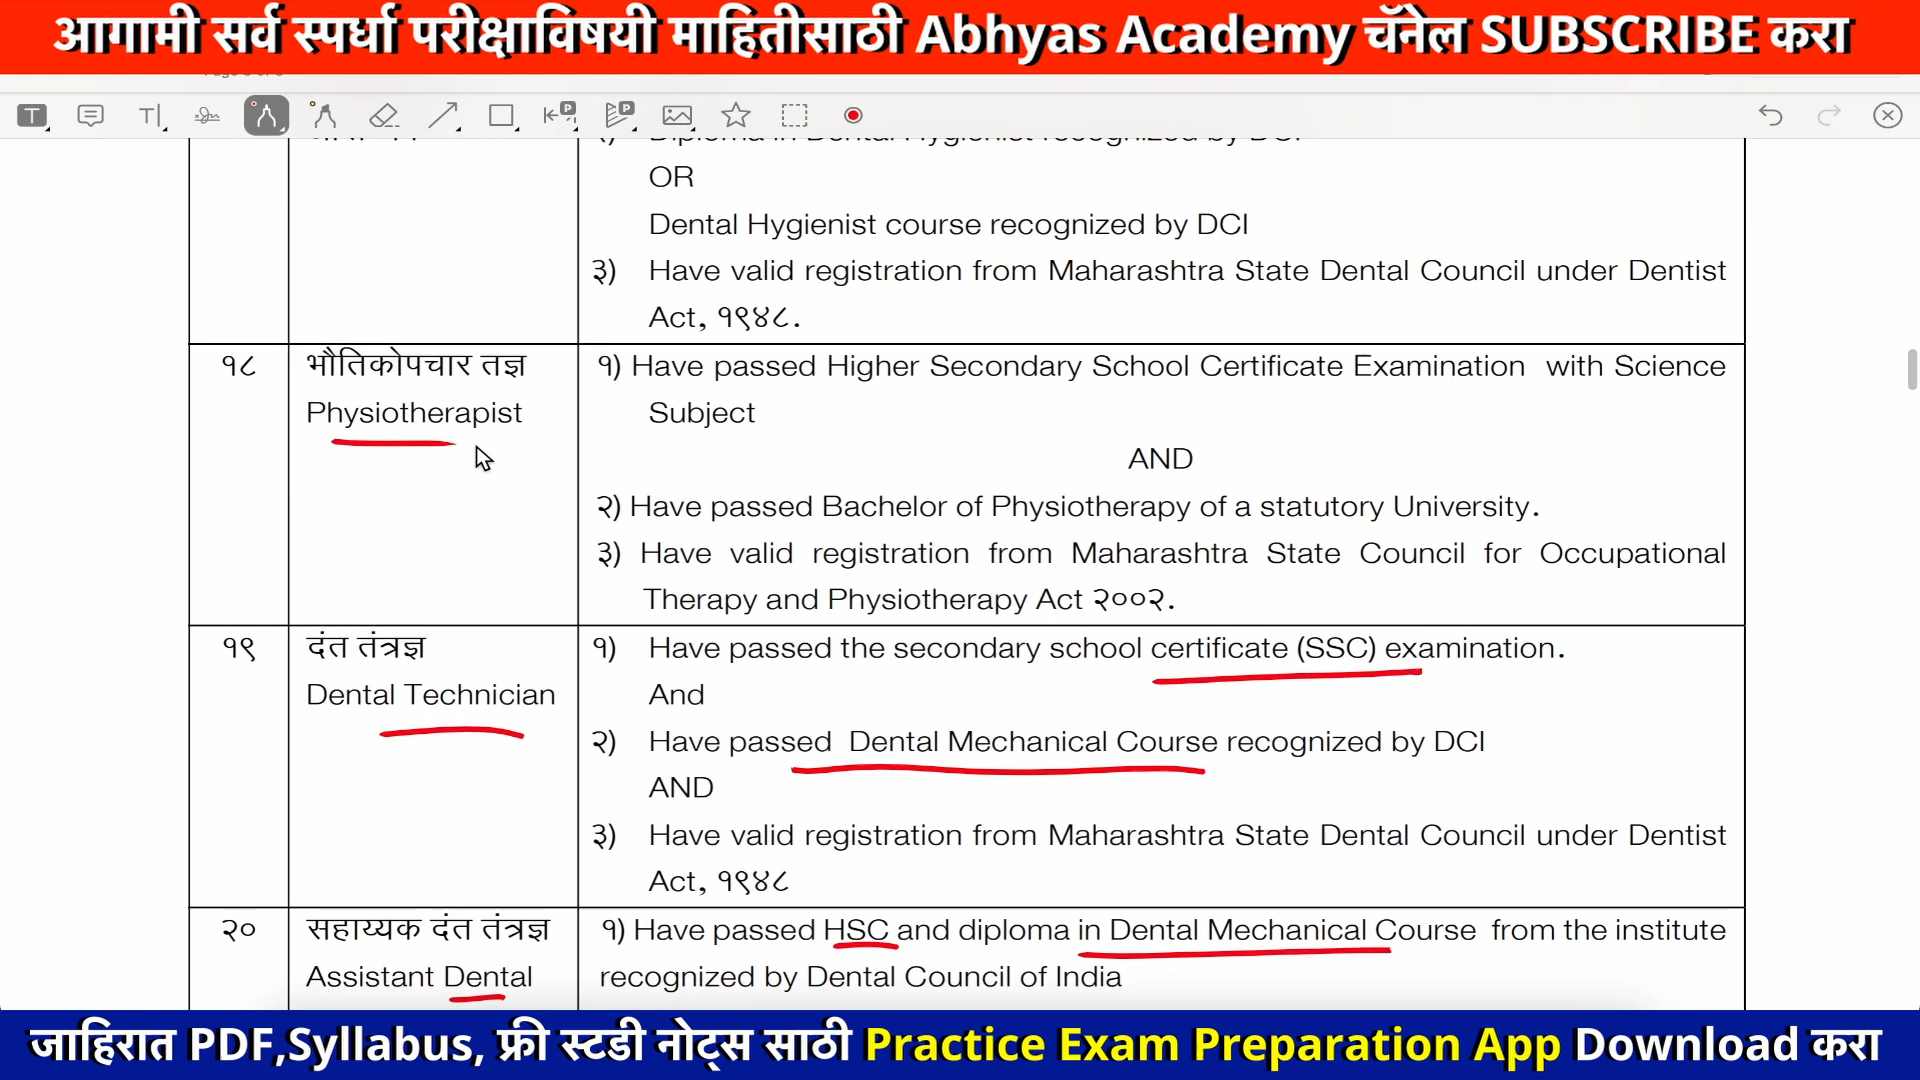 आगामी सर्व स्पर्धा परीक्षाविषयी माहितीसाठी Abhyas Academy चॅनेल SUBSCRIBE करा
Diploma in Dental Hygienist recognized by DCI
OR
Dental Hygienist course recognized by DCI
३) Have valid registration from Maharashtra State Dental Council under Dentist
Act, १९४८.
१८ भौतिकोपचार तज्ञ १) Have passed Higher Secondary School Certificate Examination with Science
Physiotherapist Subject
AND
२) Have passed Bachelor of Physiotherapy of a statutory University.
३) Have valid registration from Maharashtra State Council for Occupational
Therapy and Physiotherapy Act २००२.
१९ दंत तंत्रज्ञ १) Have passed the secondary school certificate (SSC) examination.
Dental Technician And
२) Have passed Dental Mechanical Course recognized by DCI
AND
३) Have valid registration from Maharashtra State Dental Council under Dentist
Act, १९४८
२० सहाय्यक दंत तंत्रज्ञ १) Have passed HSC and diploma in Dental Mechanical Course from the institute
Assistant Dental recognized by Dental Council of India
जाहिरात PDF,Syllabus, फ्री स्टडी नोट्स साठी Practice Exam Preparation App Download करा